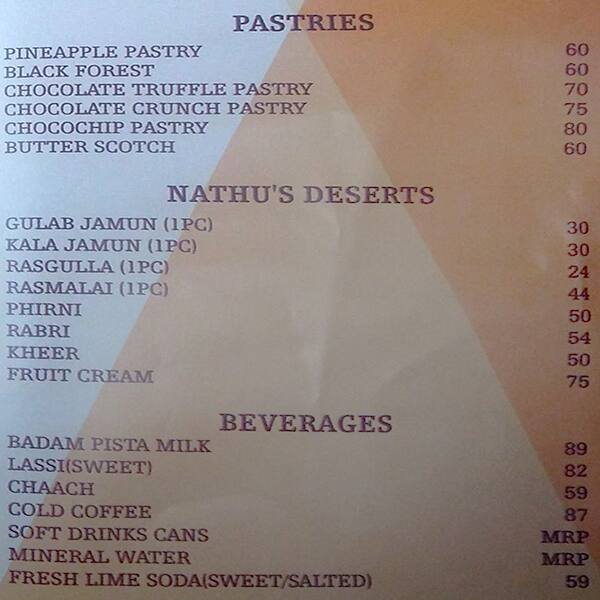 PASTRIES
PINEAPPLE PASTRY 60
BLACK FOREST 60
CHOCOLATE TRUFFLE PASTRY 70
CHOCOLATE CRUNCH PASTRY 75
CHOCOCHIP PASTRY 80
BUTTER SCOTCH 60
NATHU'S DESERTS
GULAB JAMUN (1PC) 30
KALA JAMUN (1PC) 30
RASGULLA (1PC) 24
RASMALAI (1PC) 44
PHIRNI 50
RABRI 54
KHEER 50
FRUIT CREAM 75
BEVERAGES
BADAM PISTA MILK 89
LASSI(SWEET) 82
CHAACH 59
COLD COFFEE 87
SOFT DRINKS CANS MRP
MINERAL WATER MRP
FRESH LIME SODA(SWEET/SALTED) 59